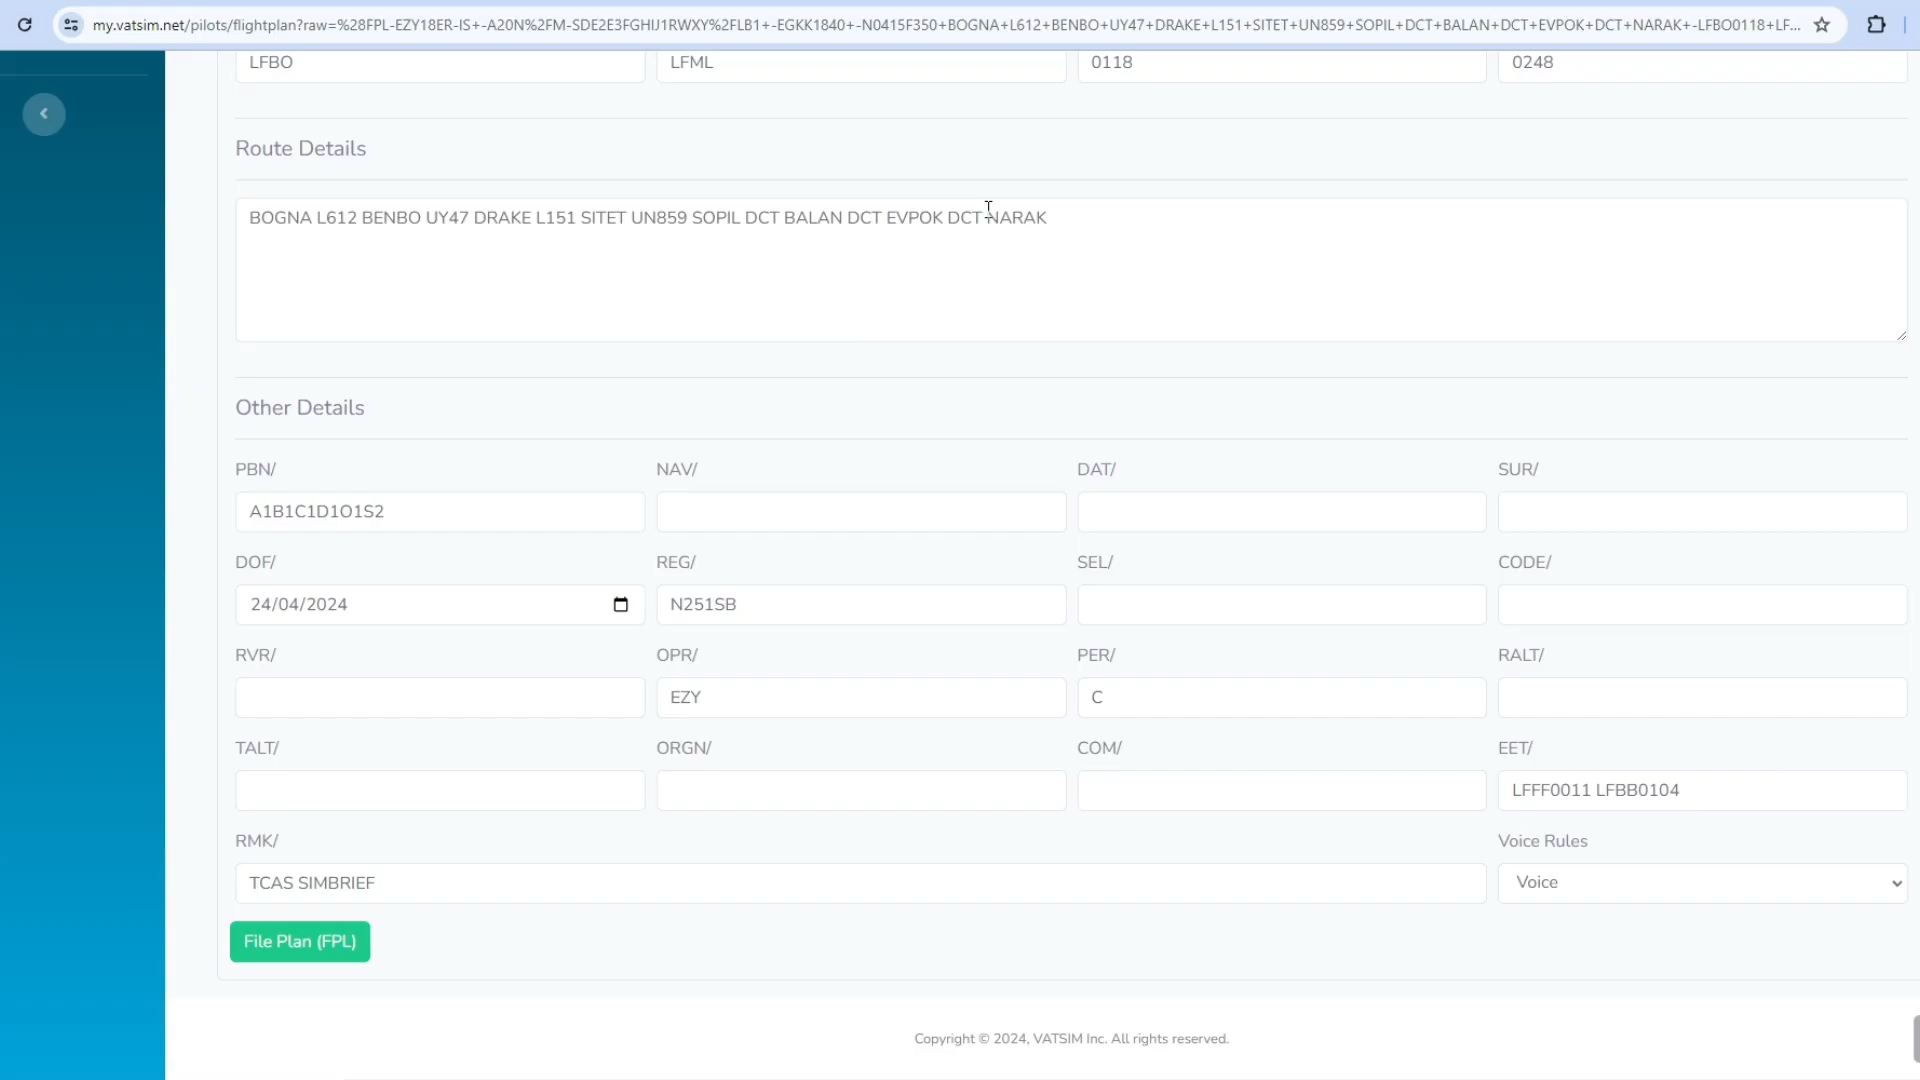 my.vatsim.net/pilots/flightplan?raw=%28FPL-EZY18ER-IS+-A20N%2FM-SDE2E3FGHIJ1RWXY%2FLB1+-EGKK1840+-N0415F350+BOGNA+L612+BENBO+UY47+DRAKE+L151+SITET+UN859+SOPIL+DCT+BALAN+DCT+EVPOK+DCT+NARAK+-LFBO0118+LF...
LFBO LFML 0118 0248
Route Details
BOGNA L612 BENBO UY47 DRAKE L151 SITET UN859 SOPIL DCT BALAN DCT EVPOK DCT NARAK
Other Details
PBN/ NAV/ DAT/ SUR/
A1B1C1D1O1S2
DOF/ REG/ SEL/ CODE/
24/04/2024 N251SB
RVR/ OPR/ PER/ RALT/
EZY C
TALT/ ORGN/ COM/ EET/
LFFF0011 LFBB0104
RMK/ Voice Rules
TCAS SIMBRIEF Voice
File Plan (FPL)
Copyright © 2024, VATSIM Inc. All rights reserved.